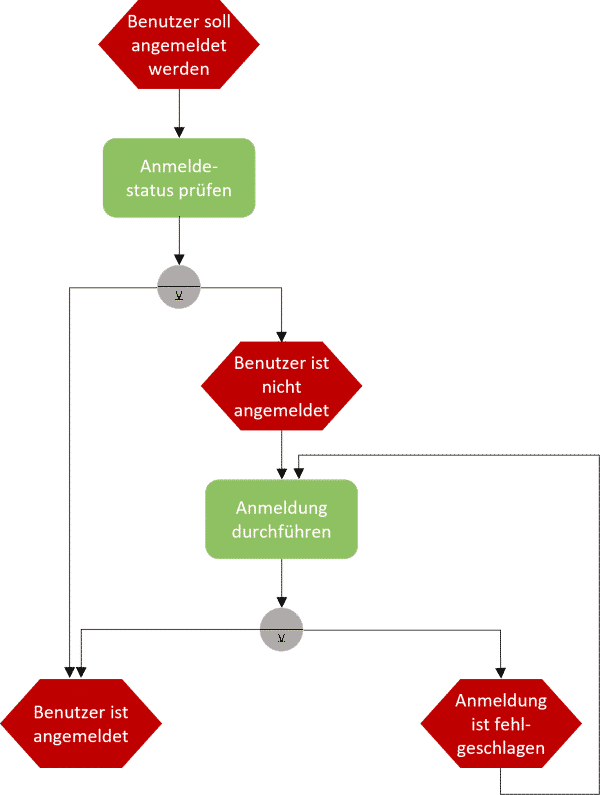 Benutzer soll
angemeldet
werden
Anmelde-
status prüfen
v
Benutzer ist
nicht
angemeldet
Anmeldung
durchführen
v
Benutzer ist
angemeldet
Anmeldung
ist fehl-
geschlagen